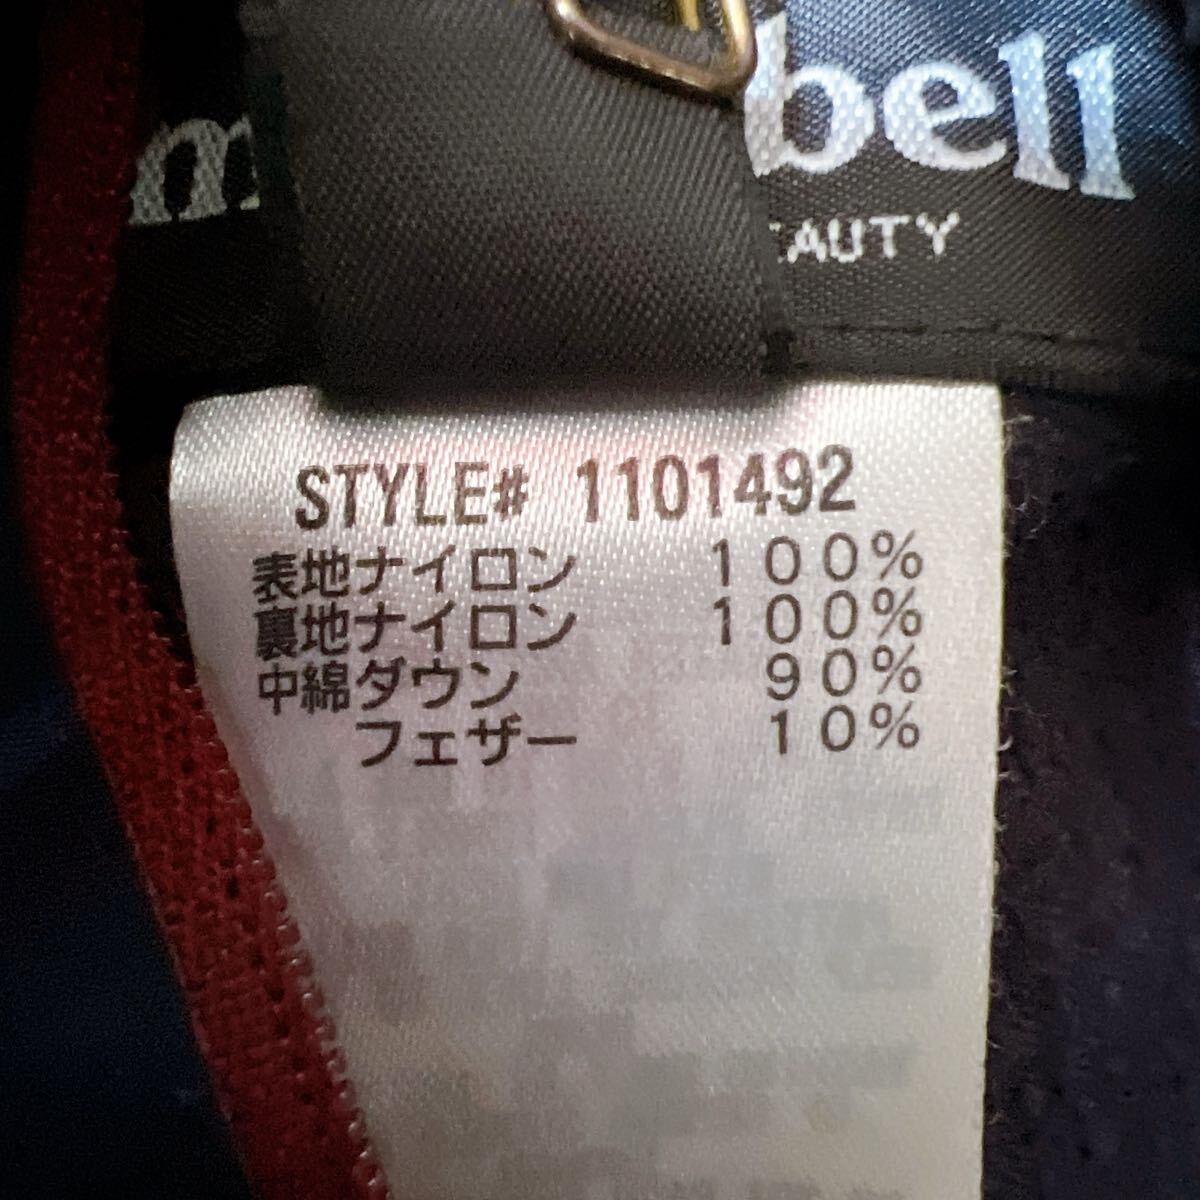 bell
STYLE# 1101492
表地ナイロン 100%
裏地ナイロン 100%
中綿ダウン 90%
フェザー 10%